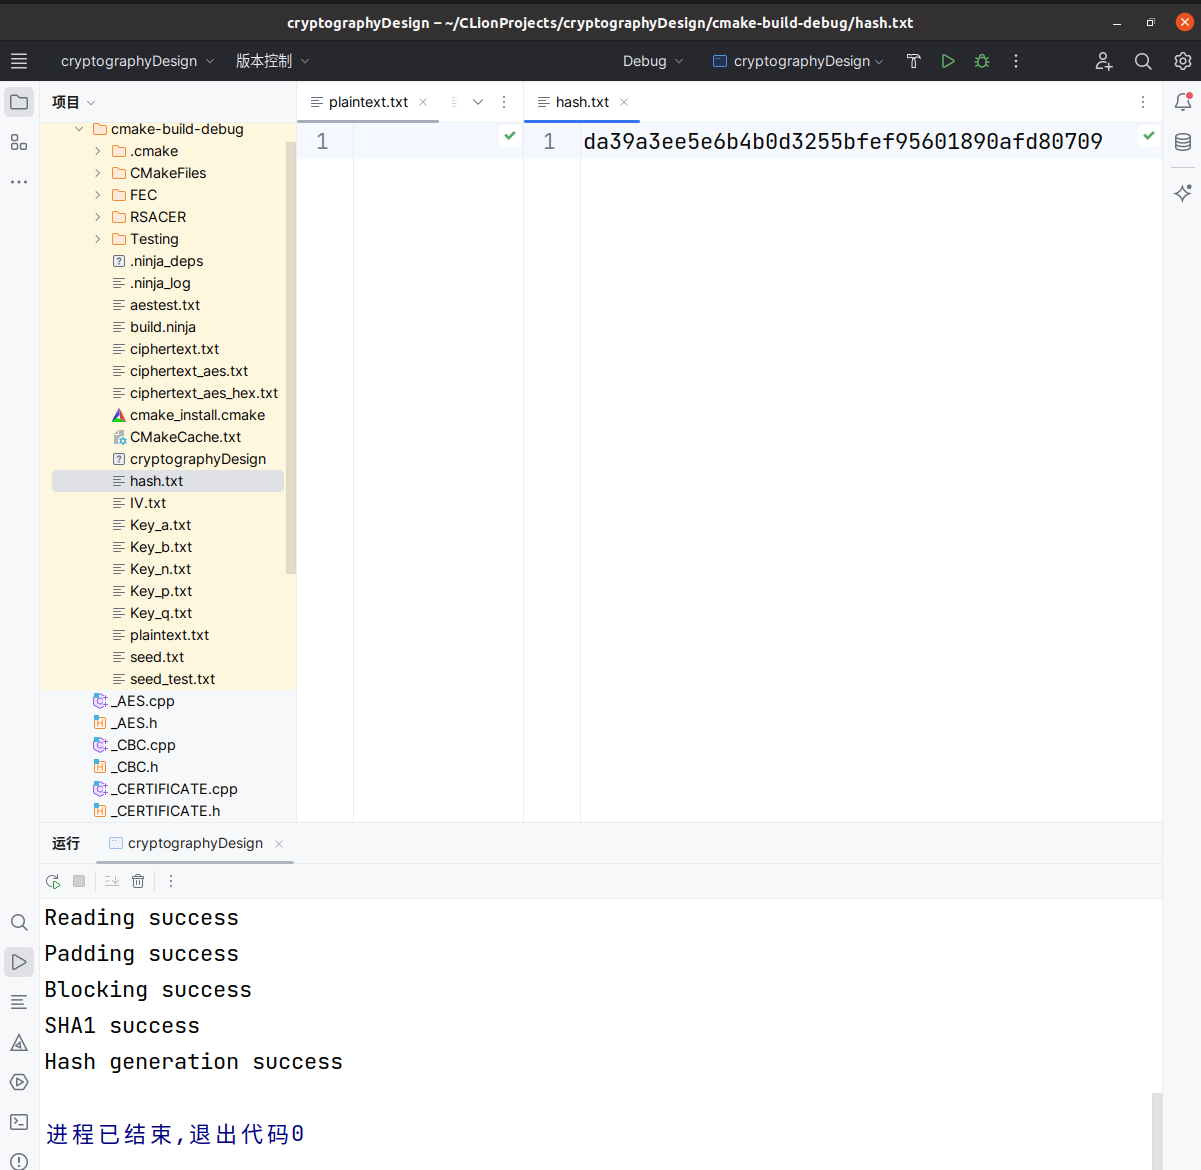 cryptographyDesign – ~/CLionProjects/cryptographyDesign/cmake-build-debug/hash.txt
cryptographyDesign 版本控制 Debug cryptographyDesign
项目 plaintext.txt hash.txt
cmake-build-debug
1
1 da39a3ee5e6b4b0d3255bfef95601890afd80709
.cmake
CMakeFiles
FEC
RSACER
Testing
.ninja_deps
.ninja_log
aestest.txt
build.ninja
ciphertext.txt
ciphertext_aes.txt
ciphertext_aes_hex.txt
cmake_install.cmake
CMakeCache.txt
cryptographyDesign
hash.txt
IV.txt
Key_a.txt
Key_b.txt
Key_n.txt
Key_p.txt
Key_q.txt
plaintext.txt
seed.txt
seed_test.txt
_AES.cpp
_AES.h
_CBC.cpp
_CBC.h
_CERTIFICATE.cpp
_CERTIFICATE.h
运行 cryptographyDesign
Reading success
Padding success
Blocking success
SHA1 success
Hash generation success
进程已结束,退出代码0